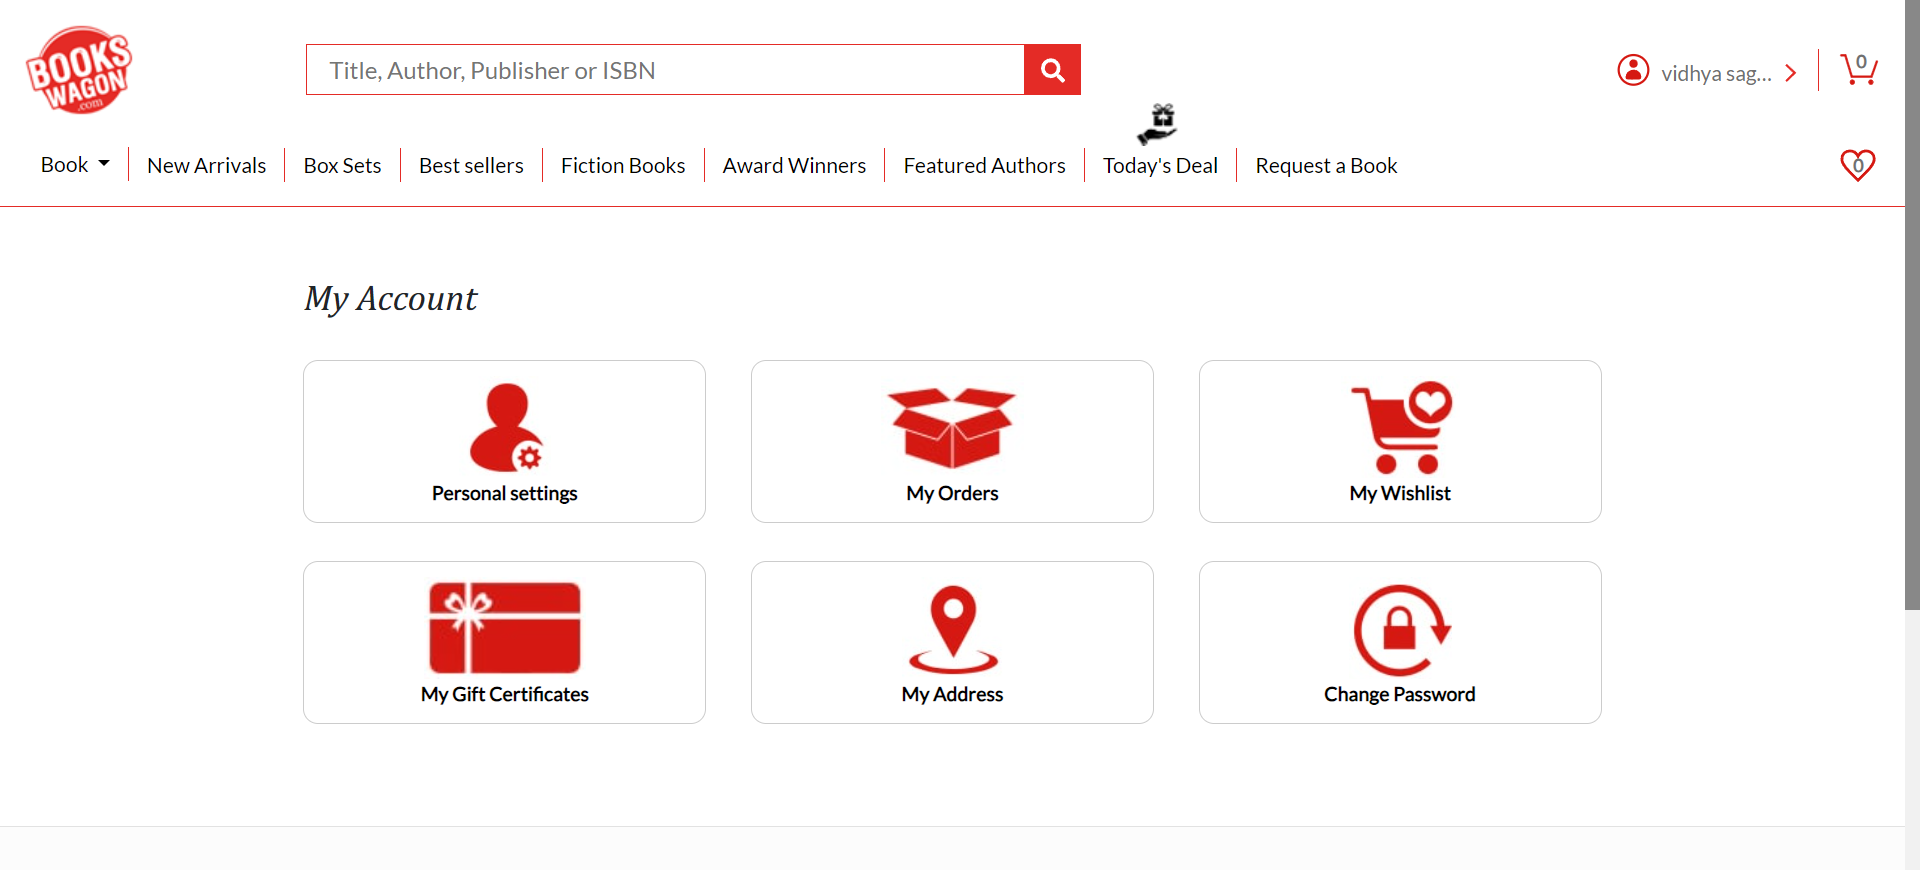 BOOKS
WAGON
.com
Title, Author, Publisher or ISBN
vidhya sag...
0
Book
New Arrivals
Box Sets
Best sellers
Fiction Books
Award Winners
Featured Authors
Today's Deal
Request a Book
0
My Account
Personal settings
My Orders
My Wishlist
My Gift Certificates
My Address
Change Password